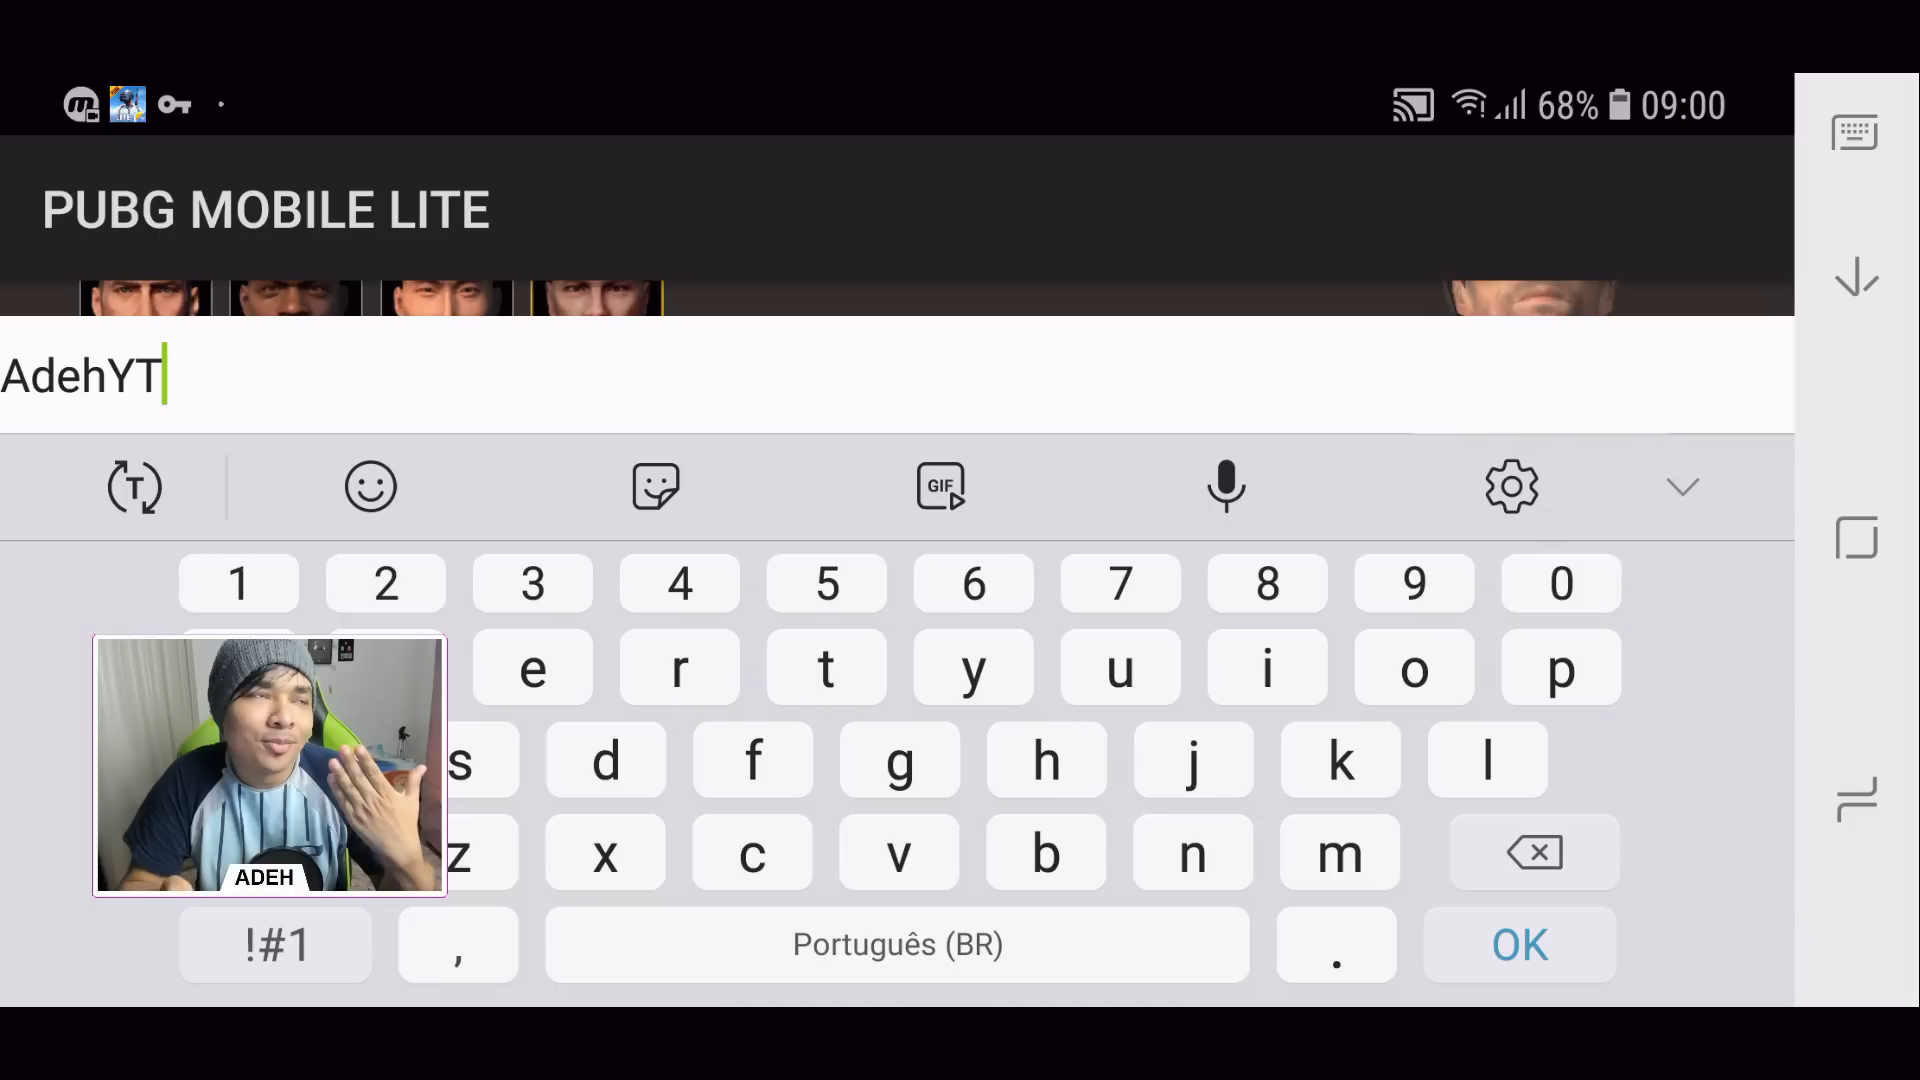 68% 09:00
PUBG MOBILE LITE
AdehYT
T GIF
1 2 3 4 5 6 7 8 9 0
e r t y u i o p
s d f g h j k l
z x c v b n m
ADEH
!#1 , Português (BR) . OK